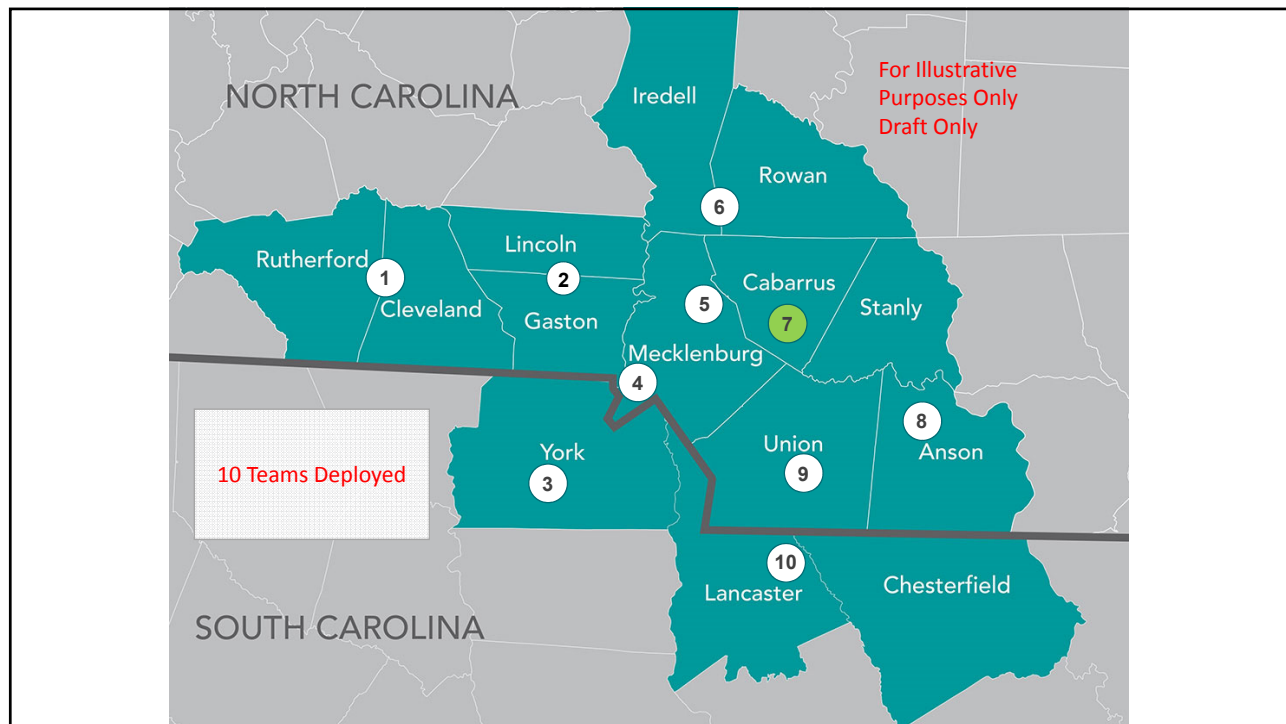 NORTH CAROLINA
Iredell
For Illustrative
Purposes Only
Draft Only
Rowan
6
Lincoln
Rutherford
1
2
Cabarrus
Cleveland
Gaston
5
7
Stanly
Mecklenburg
4
8
10 Teams Deployed
York
3
Union
9
Anson
10
Lancaster
Chesterfield
SOUTH CAROLINA